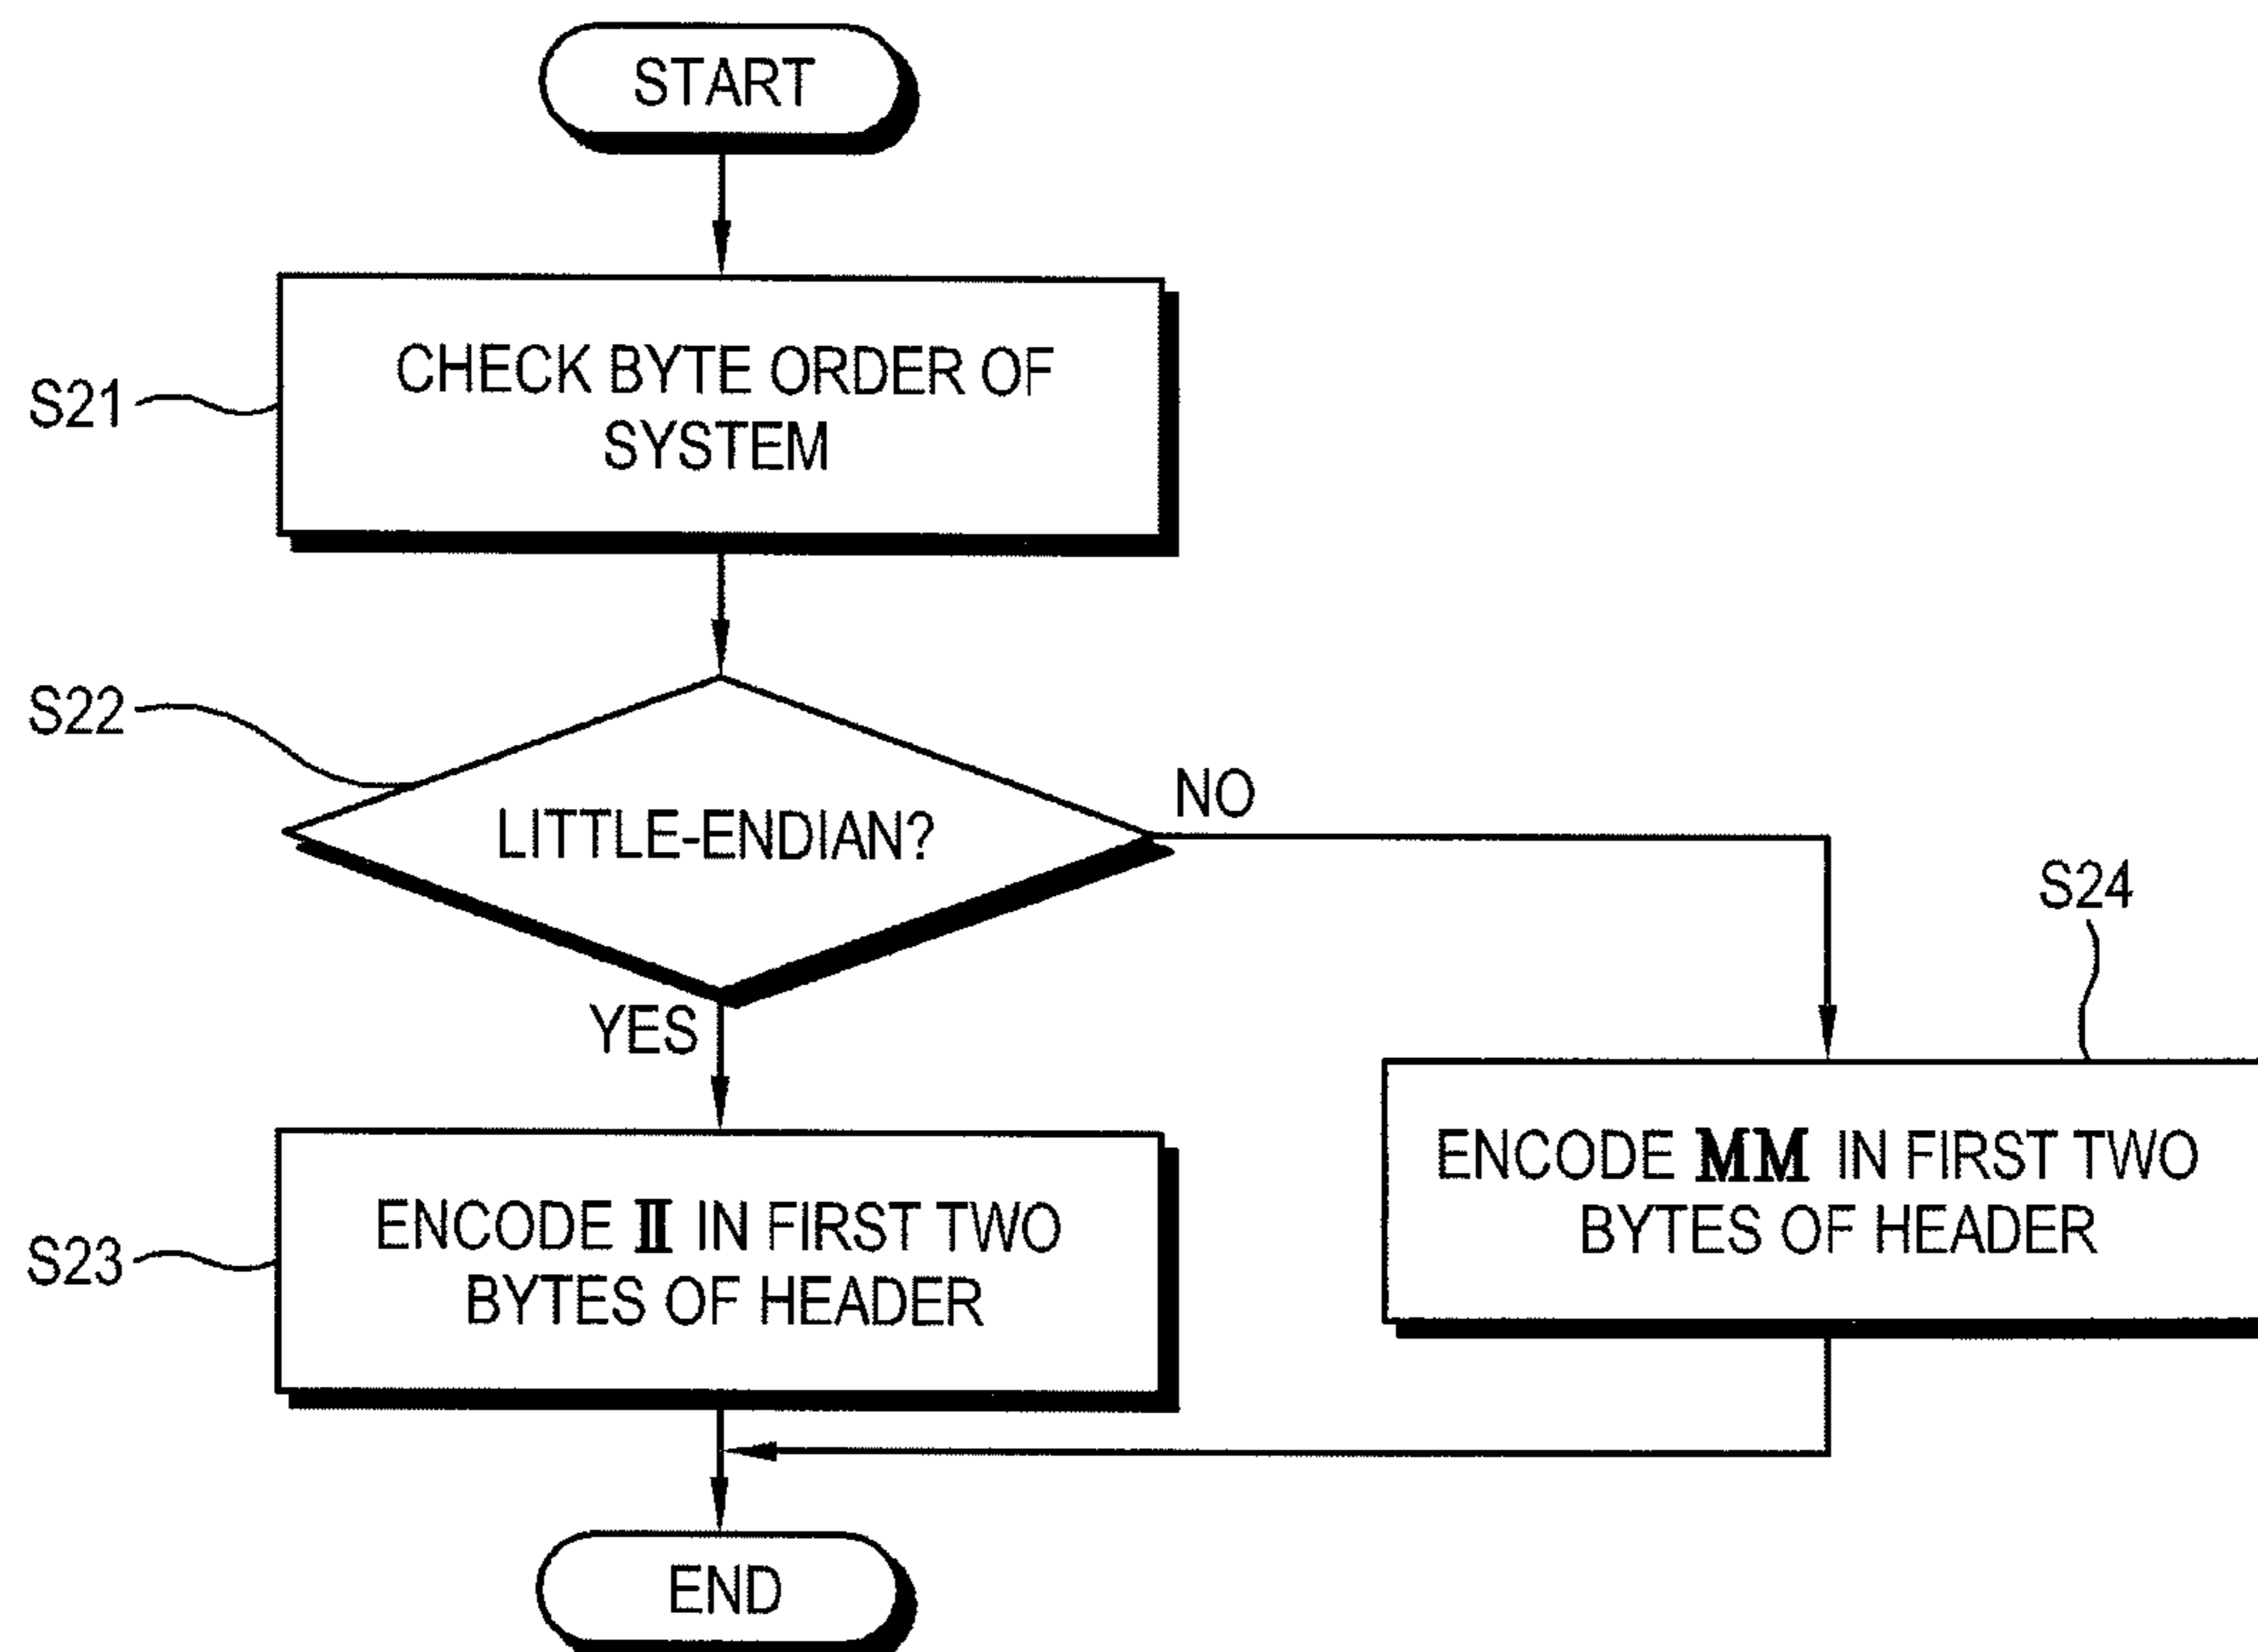 START
S21
CHECK BYTE ORDER OF
SYSTEM
S22
LITTLE-ENDIAN?
NO
YES
S24
ENCODE MM IN FIRST TWO
BYTES OF HEADER
S23
ENCODE II IN FIRST TWO
BYTES OF HEADER
END